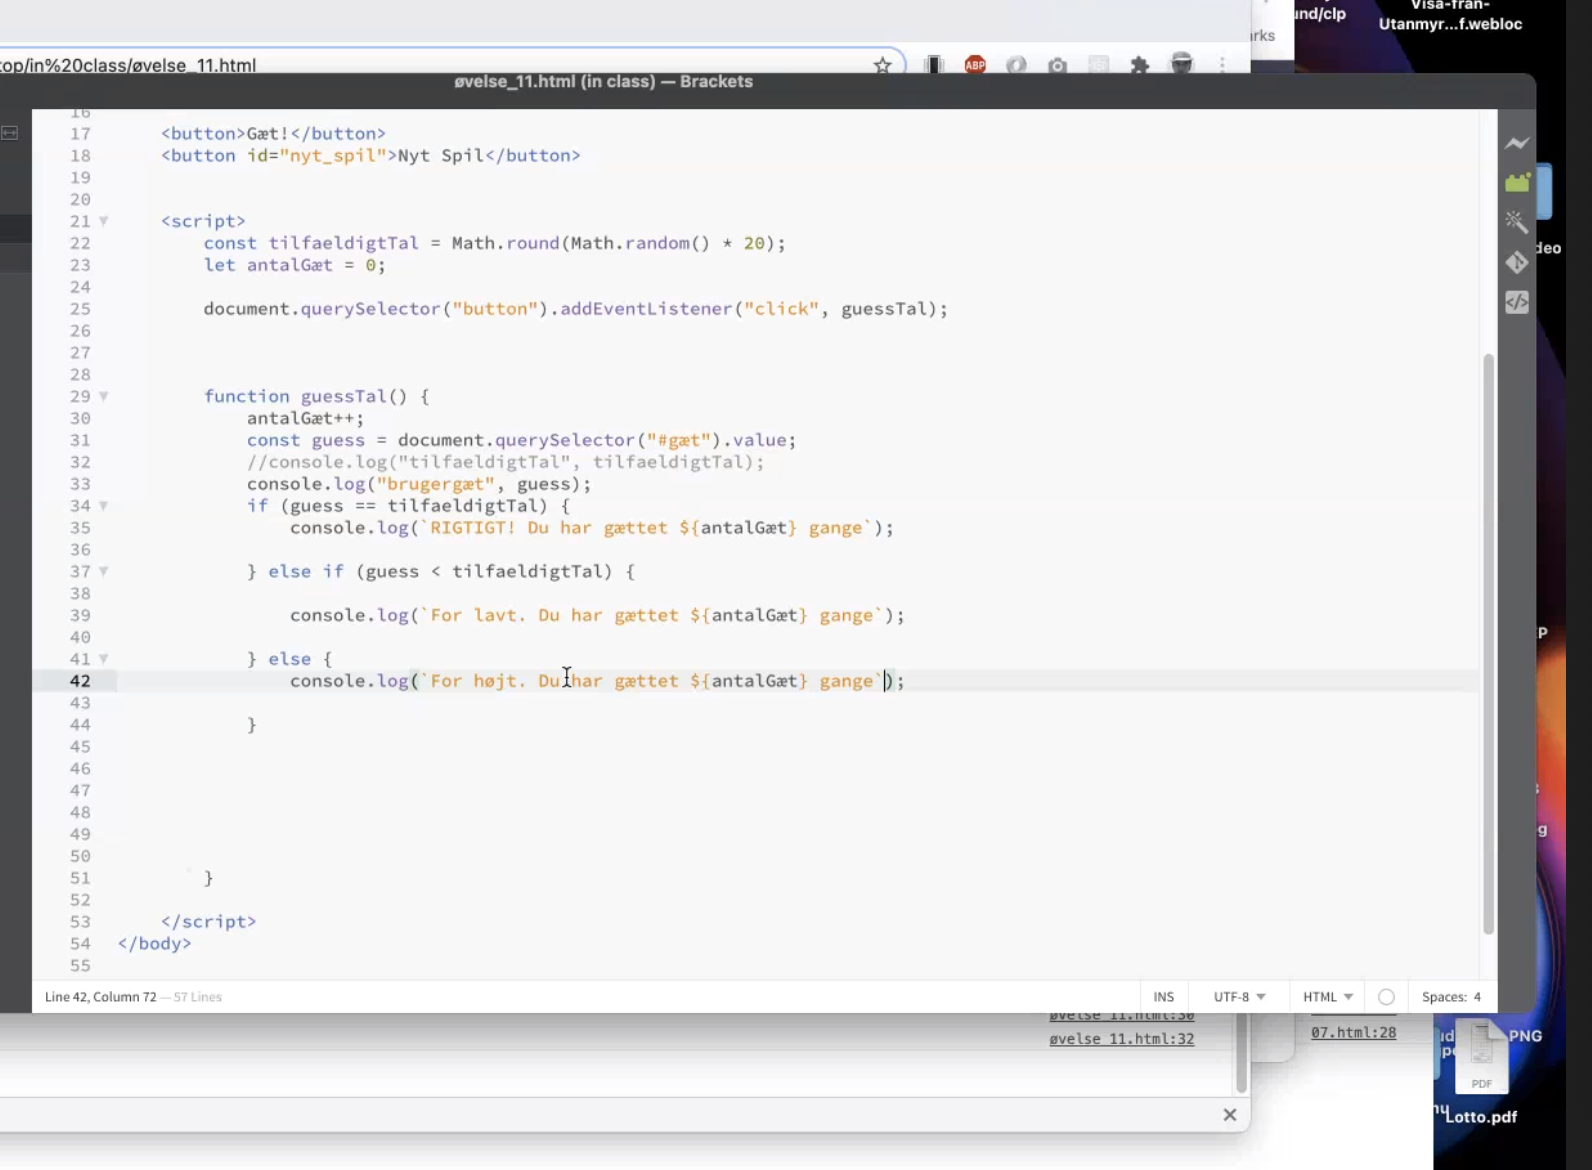 und/clp
Visa-från-
Utanmyr...f.webloc
arks
top/in%20class/øvelse_11.html
ABP
øvelse_11.html (in class) — Brackets
16
17 <button>Gæt!</button>
18 <button id="nyt_spil">Nyt Spil</button>
19
20
21 <script>
22 const tilfaeldigtTal = Math.round(Math.random() * 20);
23 let antalGæt = 0;
24
25 document.querySelector("button").addEventListener("click", guessTal);
26
27
28
29 function guessTal() {
30 antalGæt++;
31 const guess = document.querySelector("#gæt").value;
32 //console.log("tilfaeldigtTal", tilfaeldigtTal);
33 console.log("brugergæt", guess);
34 if (guess == tilfaeldigtTal) {
35 console.log(`RIGTIGT! Du har gættet ${antalGæt} gange`);
36
37 } else if (guess < tilfaeldigtTal) {
38
39 console.log(`For lavt. Du har gættet ${antalGæt} gange`);
40
41 } else {
42 console.log(`For højt. Du har gættet ${antalGæt} gange`);
43
44 }
45
46
47
48
49
50
51 }
52
53 </script>
54 </body>
55
deo
Line 42, Column 72 — 57 Lines
INS
UTF-8
HTML
Spaces: 4
øvelse 11.html:30
øvelse 11.html:32
07.html:28
PNG
PDF
Lotto.pdf